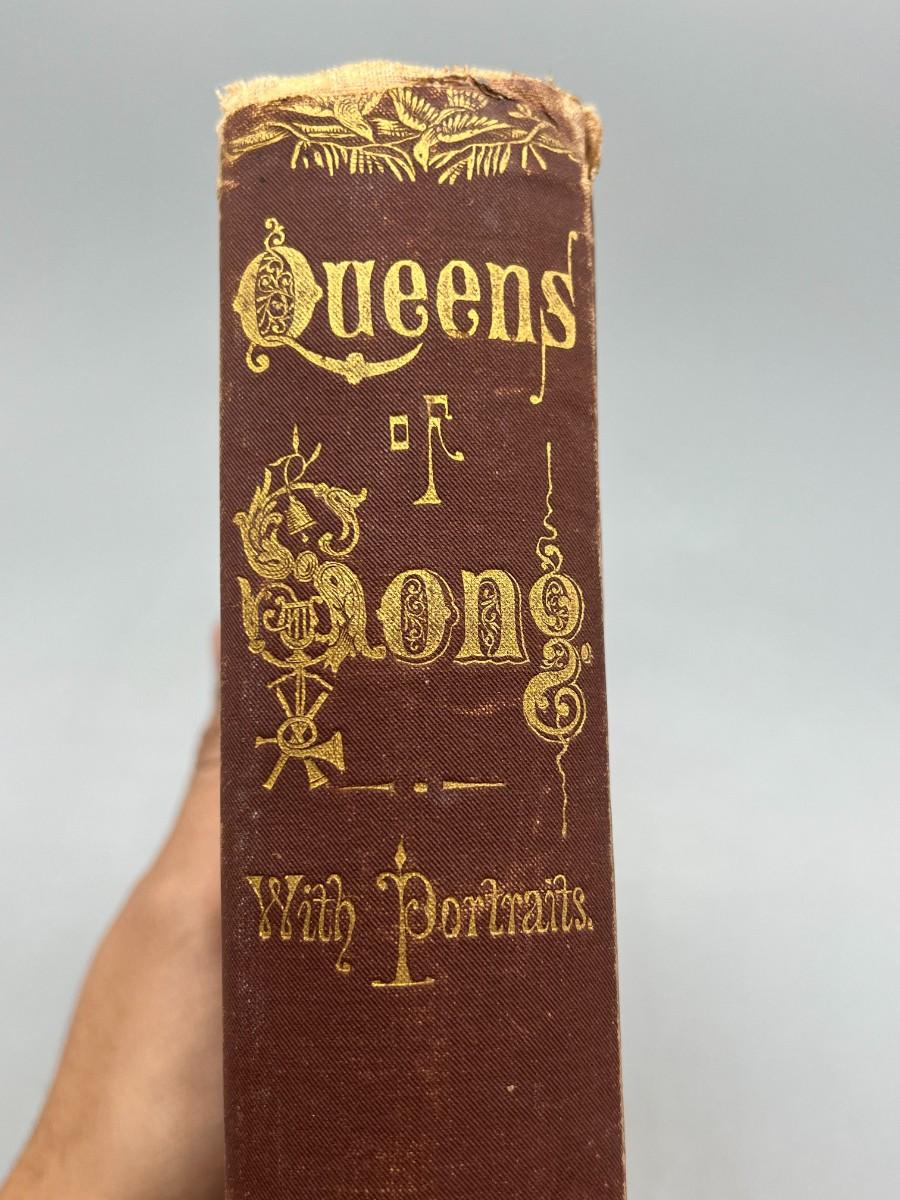 Queens
of
Song
With Portraits.